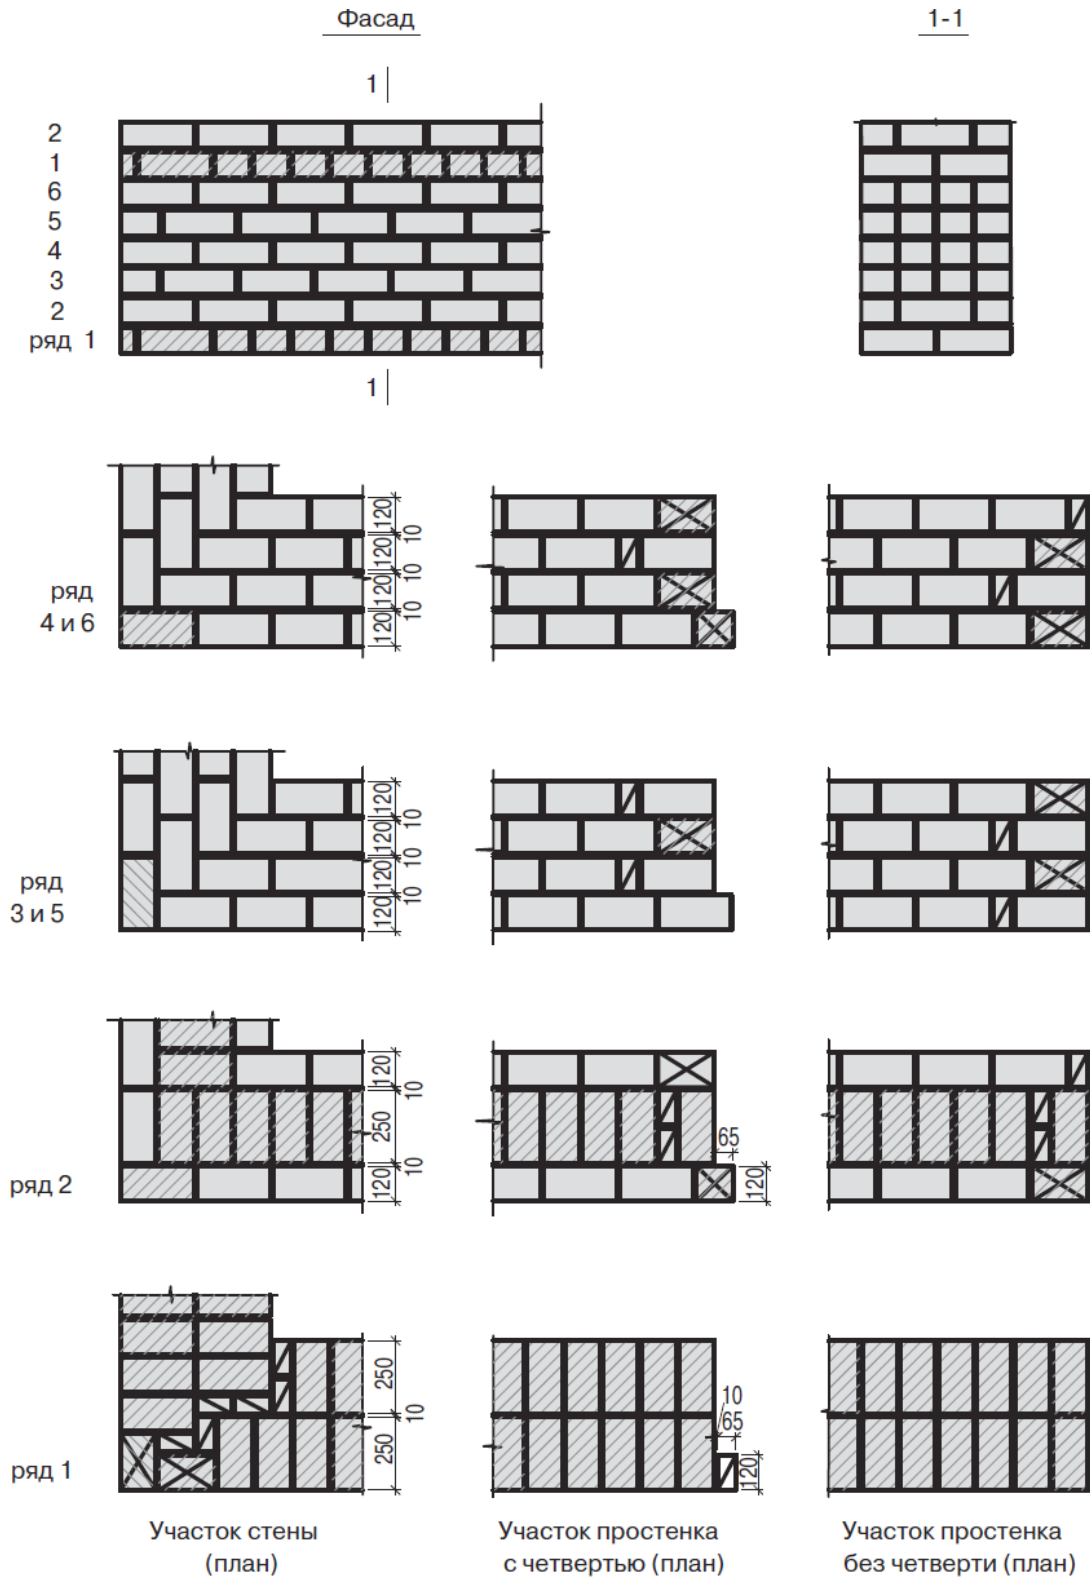 Фасад
1-1
1
2
1
6
5
4
3
2
ряд 1
1
ряд
4 и 6
120
10
120
10
120
10
120
ряд
3 и 5
120
10
120
10
120
10
120
ряд 2
120
10
250
10
120
65
120
ряд 1
250
10
250
10
65
120
Участок стены
(план)
Участок простенка
с четвертью (план)
Участок простенка
без четверти (план)